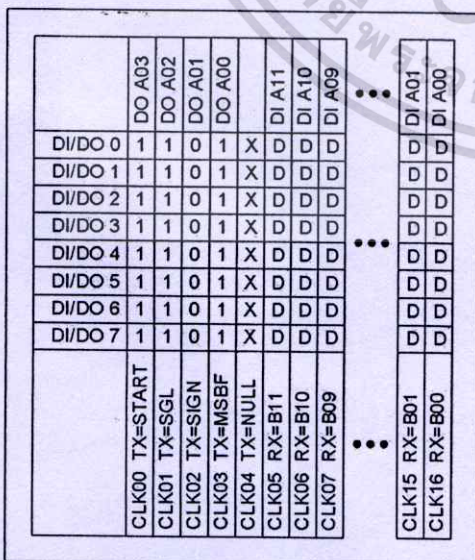 DI/DO 7 DI/DO 6 DI/DO 5 DI/DO 4 DI/DO 3 DI/DO 2 DI/DO 1 DI/DO 0
CLK00 TX=START 1 1 1 1 1 1 1 1 DO A03
CLK01 TX=SGL 1 1 1 1 1 1 1 1 DO A02
CLK02 TX=SIGN 0 0 0 0 0 0 0 0 DO A01
CLK03 TX=MSBF 1 1 1 1 1 1 1 1 DO A00
CLK04 TX=NULL X X X X X X X X
CLK05 RX=B11 D D D D D D D D DI A11
CLK06 RX=B10 D D D D D D D D DI A10
CLK07 RX=B09 D D D D D D D D DI A09
••• ••• •••
CLK15 RX=B01 D D D D D D D D DI A01
CLK16 RX=B00 D D D D D D D D DI A00